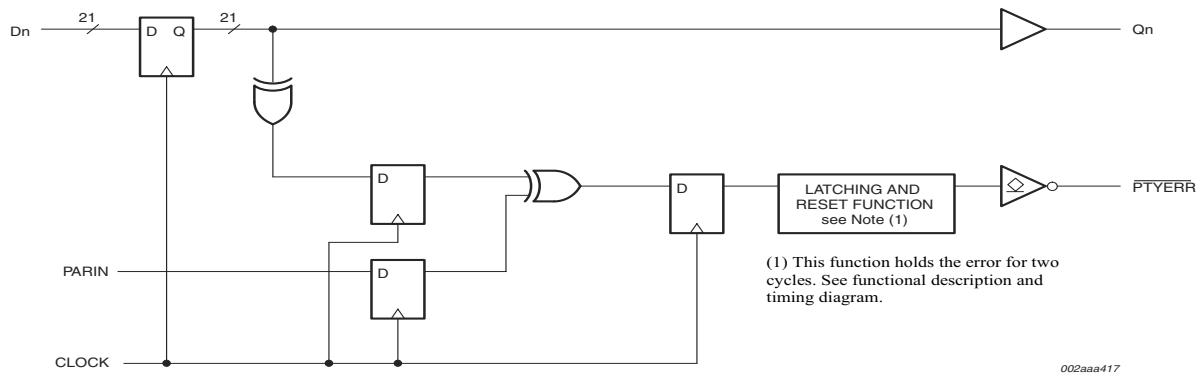 21
21
Dn
D Q
Qn
D
D
LATCHING AND
RESET FUNCTION
see Note (1)
PTYERR
PARIN
D
(1) This function holds the error for two
cycles. See functional description and
timing diagram.
CLOCK
002aaa417